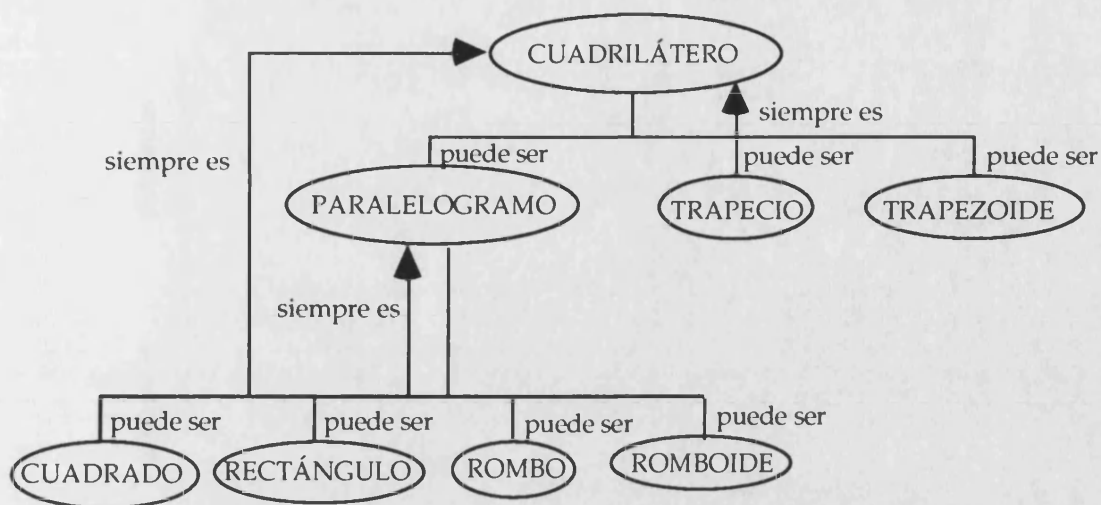 CUADRILÁTERO
siempre es
siempre es
puede ser
puede ser
puede ser
PARALELOGRAMO
TRAPECIO
TRAPEZOIDE
siempre es
puede ser
puede ser
puede ser
puede ser
CUADRADO
RECTÁNGULO
ROMBO
ROMBOIDE